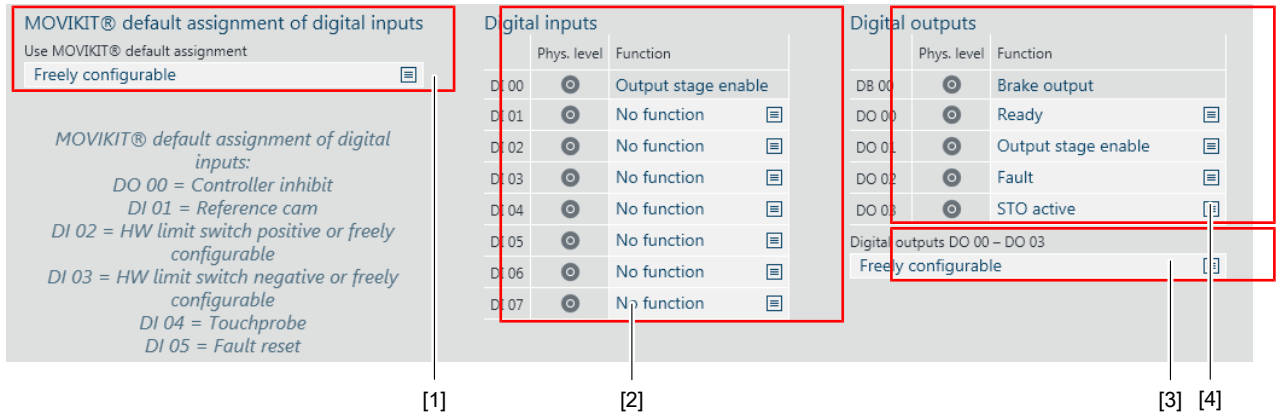 MOVIKIT® default assignment of digital inputs
Use MOVIKIT® default assignment
Freely configurable
MOVIKIT® default assignment of digital
inputs:
DO 00 = Controller inhibit
DI 01 = Reference cam
DI 02 = HW limit switch positive or freely
configurable
DI 03 = HW limit switch negative or freely
configurable
DI 04 = Touchprobe
DI 05 = Fault reset
Digital inputs
Phys. level Function
DI 00 Output stage enable
DI 01 No function
DI 02 No function
DI 03 No function
DI 04 No function
DI 05 No function
DI 06 No function
DI 07 No function
Digital outputs
Phys. level Function
DB 00 Brake output
DO 00 Ready
DO 01 Output stage enable
DO 02 Fault
DO 03 STO active
Digital outputs DO 00 – DO 03
Freely configurable
[1] [2] [3] [4]